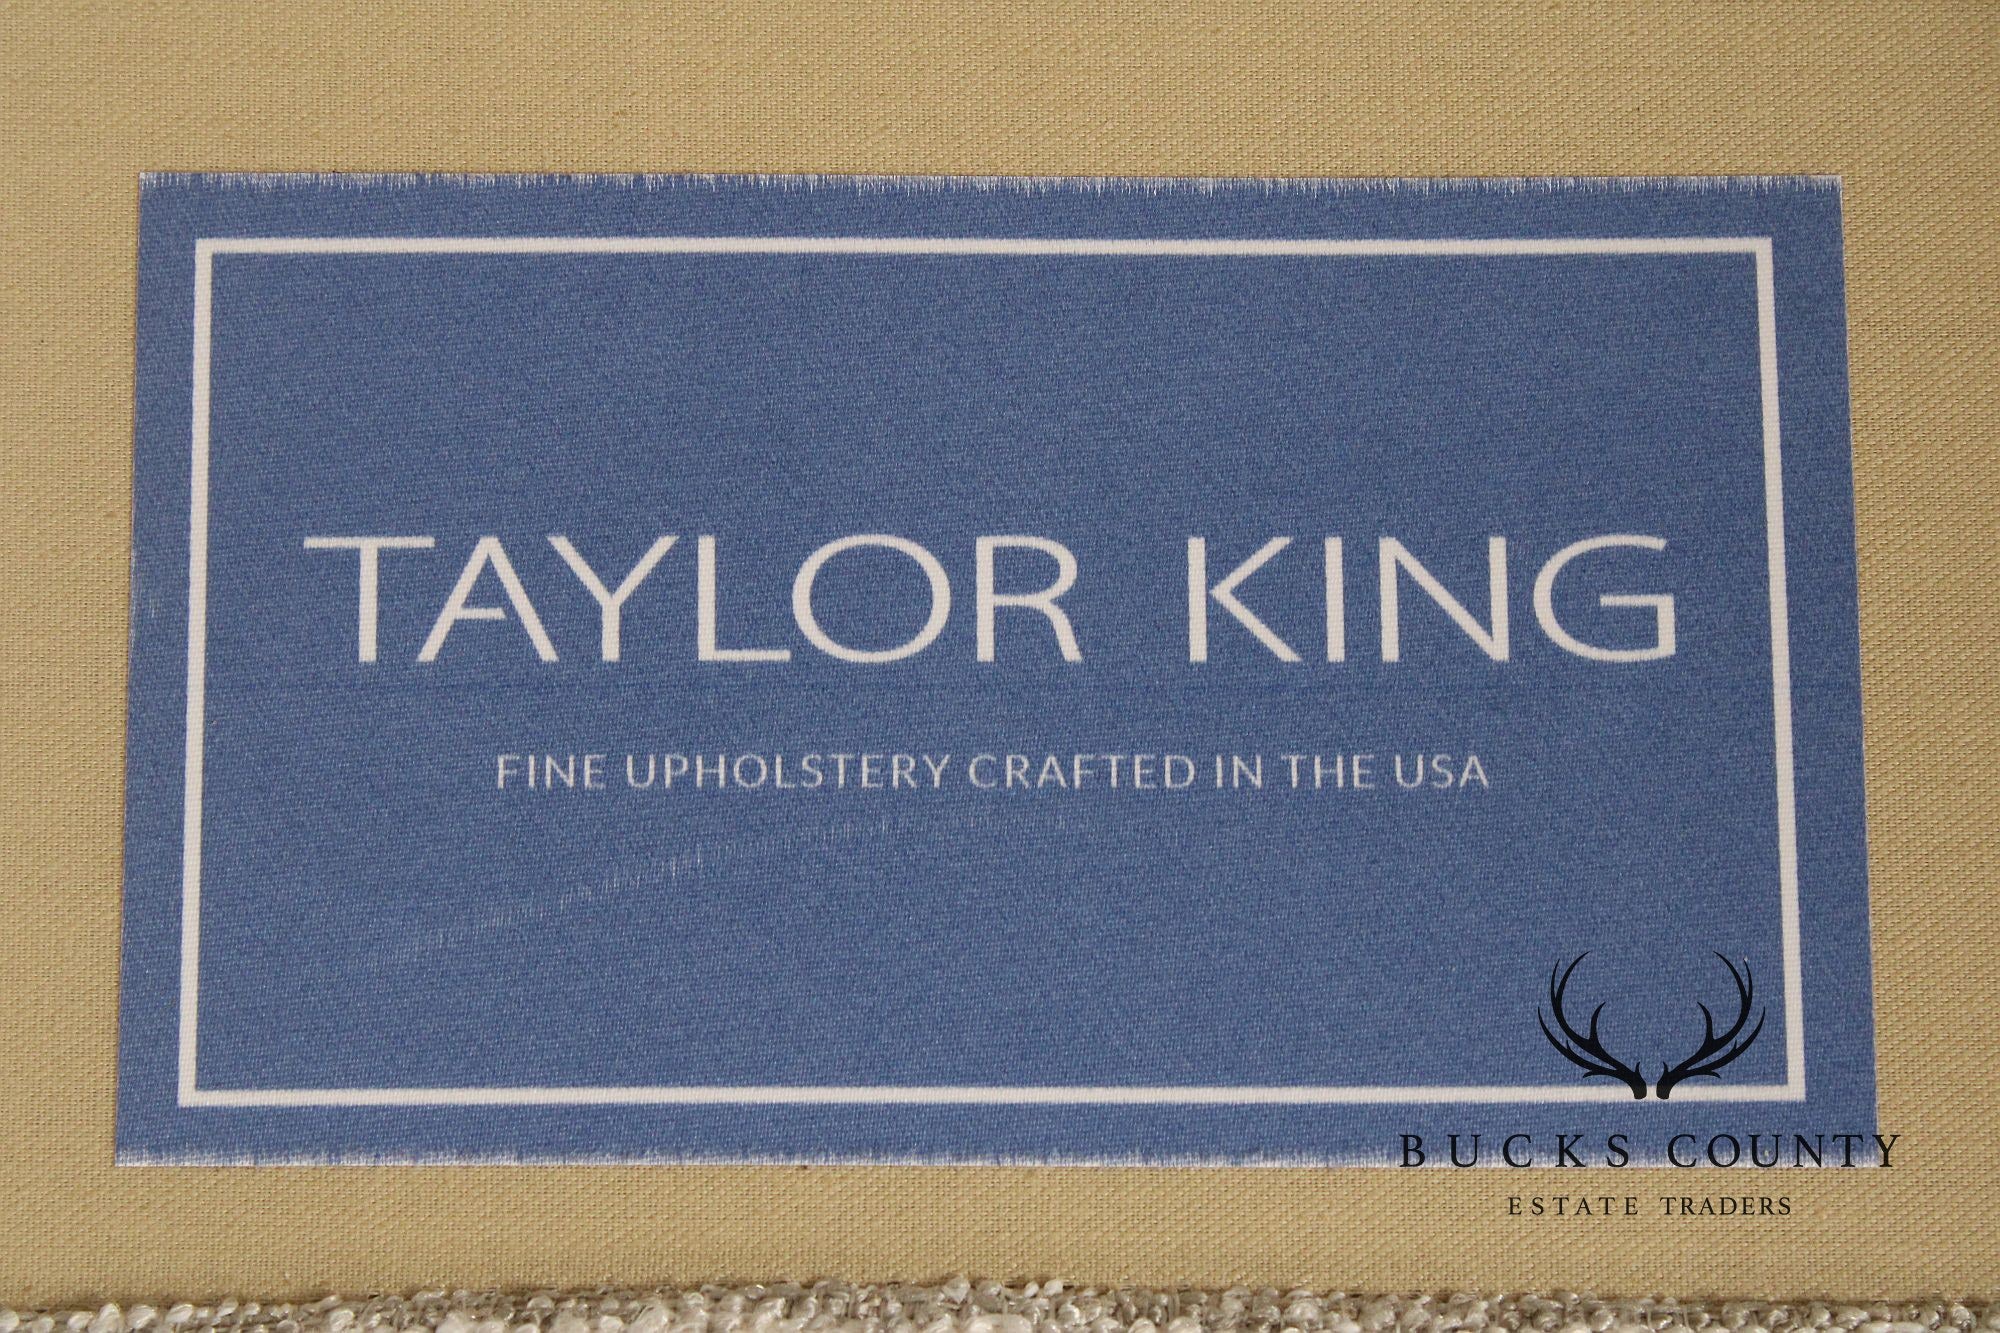 TAYLOR KING
FINE UPHOLSTERY CRAFTED IN THE USA
BUCKS COUNTY
ESTATE TRADERS